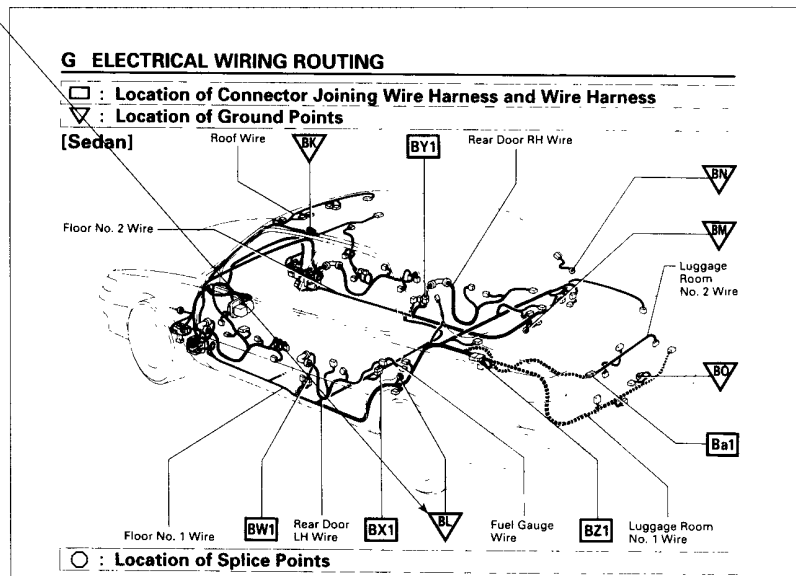 G ELECTRICAL WIRING ROUTING
: Location of Connector Joining Wire Harness and Wire Harness
: Location of Ground Points
[Sedan]
Roof Wire
BK
BY1
Rear Door RH Wire
BN
Floor No. 2 Wire
BM
Luggage
Room
No. 2 Wire
BO
Ba1
Floor No. 1 Wire
BW1
Rear Door
LH Wire
BX1
BL
Fuel Gauge
Wire
BZ1
Luggage Room
No. 1 Wire
: Location of Splice Points